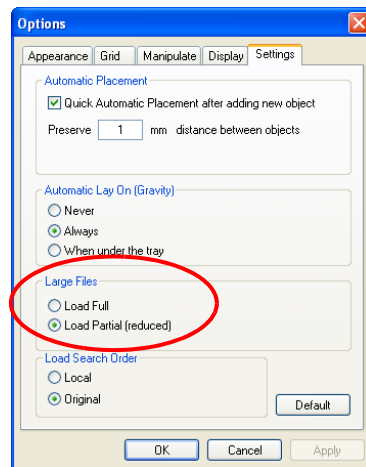 Options
Appearance Grid Manipulate Display Settings
Automatic Placement
Quick Automatic Placement after adding new object
Preserve 1 mm distance between objects
Automatic Lay On (Gravity)
Never
Always
When under the tray
Large Files
Load Full
Load Partial (reduced)
Load Search Order
Local
Original
Default
OK Cancel Apply